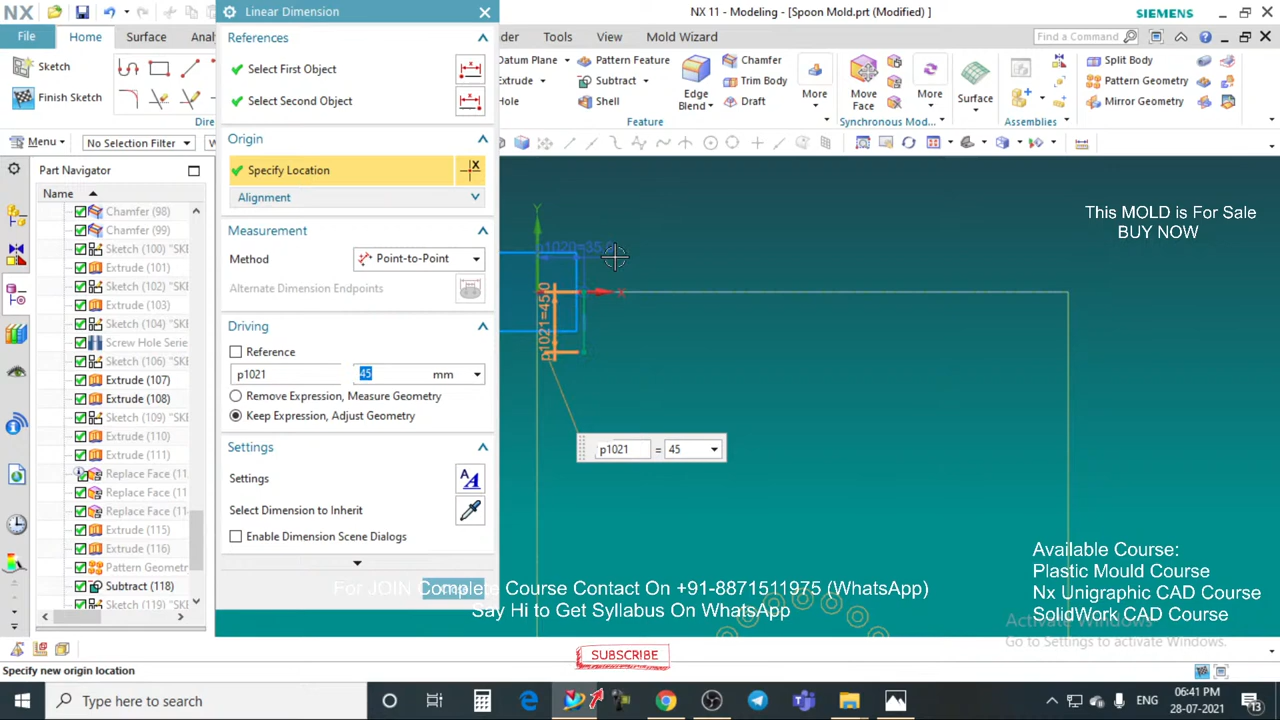 NX
Linear Dimension
NX 11 - Modeling - [Spoon Mold.prt (Modified) ]
SIEMENS
File
Home
Surface
der
Tools
View
Mold Wizard
Find a Command
Sketch
Finish Sketch
References
Select First Object
Select Second Object
Datum Plane
Extrude
Hole
Pattern Feature
Subtract
Shell
Edge
Blend
Chamfer
Trim Body
Draft
More
Feature
Move
Face
More
Synchronous Mod...
Surface
Assemblies
Split Body
Pattern Geometry
Mirror Geometry
Menu
No Selection Filter
Origin
Specify Location
Alignment
Measurement
Method
Point-to-Point
Alternate Dimension Endpoints
Driving
Reference
p1021
45
mm
Remove Expression, Measure Geometry
Keep Expression, Adjust Geometry
Settings
Settings
Select Dimension to Inherit
Enable Dimension Scene Dialogs
Part Navigator
Name
Chamfer (98)
Chamfer (99)
Sketch (100) "SKE
Extrude (101)
Sketch (102) "SKE
Extrude (103)
Sketch (104) "SKE
Screw Hole Serie
Sketch (106) "SKE
Extrude (107)
Extrude (108)
Sketch (109) "SKE
Extrude (110)
Extrude (111)
Replace Face (11
Replace Face (11
Replace Face (11
Extrude (115)
Extrude (116)
Pattern Geometr
Subtract (118)
Sketch (119) "SKE
Y
X
p1020=35.
p1021=45.0
p1021 = 45
This MOLD is For Sale
BUY NOW
Available Course:
Plastic Mould Course
Nx Unigraphic CAD Course
SolidWork CAD Course
For JOIN Complete Course Contact On +91-8871511975 (WhatsApp)
Say Hi to Get Syllabus On WhatsApp
Activate Windows
Go to Settings to activate Windows.
SUBSCRIBE
Specify new origin location
Type here to search
ENG
06:41 PM
28-07-2021
13